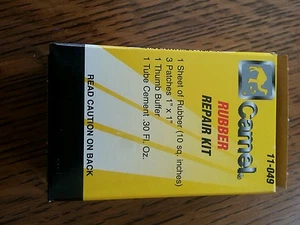 Camel®
11-049
RUBBER
REPAIR KIT
1 Sheet of Rubber (10 sq. inches)
3 Patches 1" x 1"
1 Thumb Buffer
1 Tube Cement .30 Fl. Oz.
READ CAUTION ON BACK